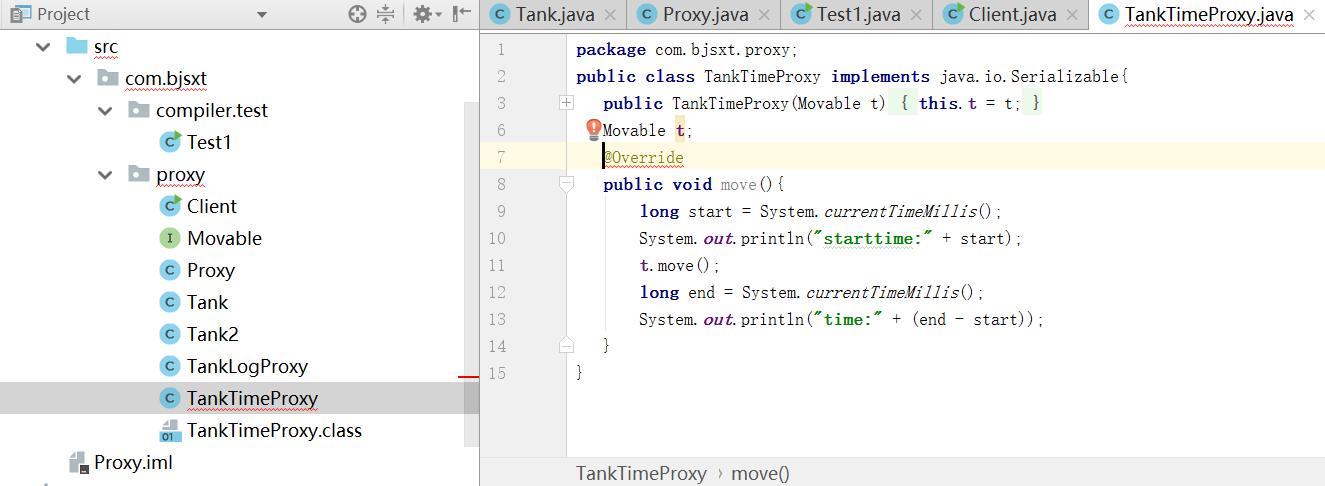 Project
src
com.bjsxt
compiler.test
Test1
proxy
Client
Movable
Proxy
Tank
Tank2
TankLogProxy
TankTimeProxy
TankTimeProxy.class
Proxy.iml
Tank.java Proxy.java Test1.java Client.java TankTimeProxy.java
1 package com.bjsxt.proxy;
2 public class TankTimeProxy implements java.io.Serializable{
3 public TankTimeProxy(Movable t) { this.t = t; }
6 Movable t;
7 @Override
8 public void move(){
9 long start = System.currentTimeMillis();
10 System.out.println("starttime:" + start);
11 t.move();
12 long end = System.currentTimeMillis();
13 System.out.println("time:" + (end - start));
14 }
15 }
TankTimeProxy › move()